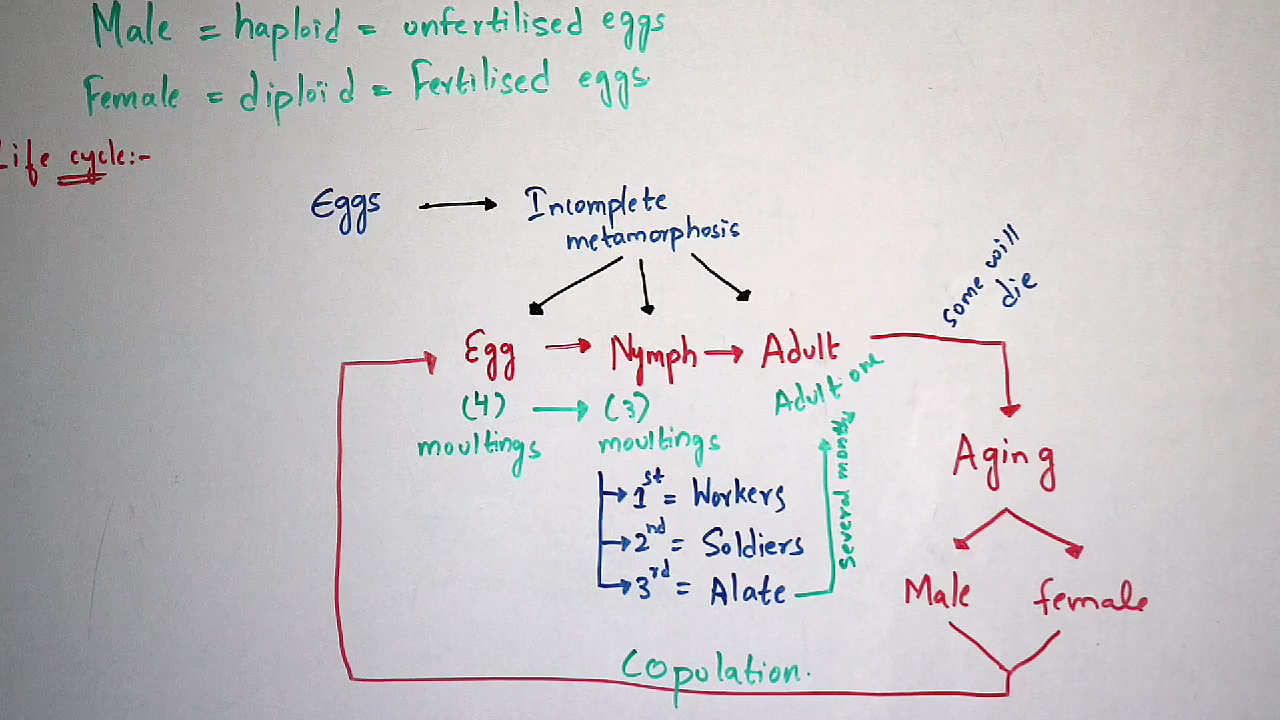 Male = haploid = unfertilised eggs
Female = diploid = Fertilised eggs.
Life cycle:-
Eggs → Incomplete
metamorphosis
some will
die
Egg → Nymph → Adult
Adult one
(4) → (3)
moultings moultings
Several months
1st = Workers
2nd = Soldiers
3rd = Alate
Aging
Male female
Copulation.